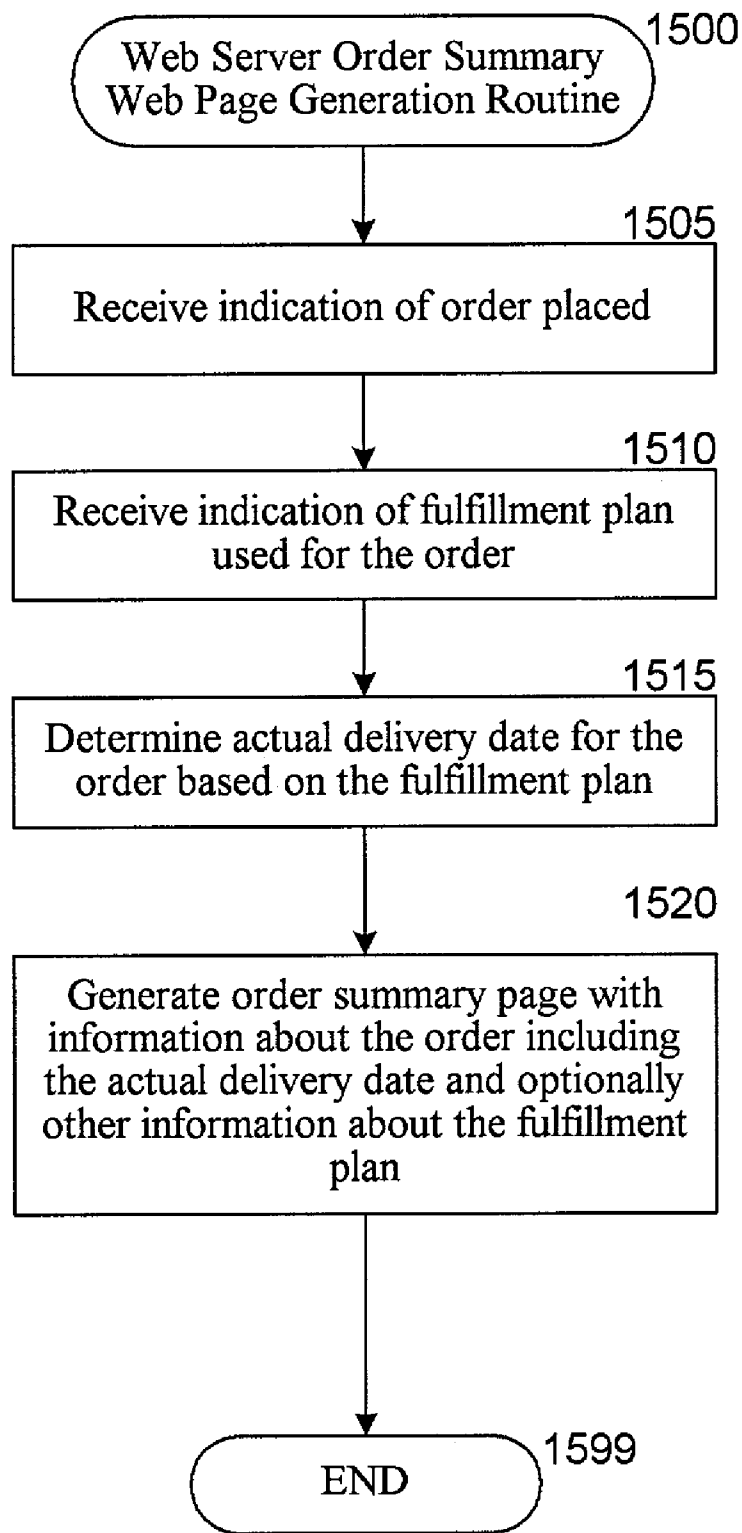 1500
Web Server Order Summary
Web Page Generation Routine
1505
Receive indication of order placed
1510
Receive indication of fulfillment plan
used for the order
1515
Determine actual delivery date for the
order based on the fulfillment plan
1520
Generate order summary page with
information about the order including
the actual delivery date and optionally
other information about the fulfillment
plan
1599
END